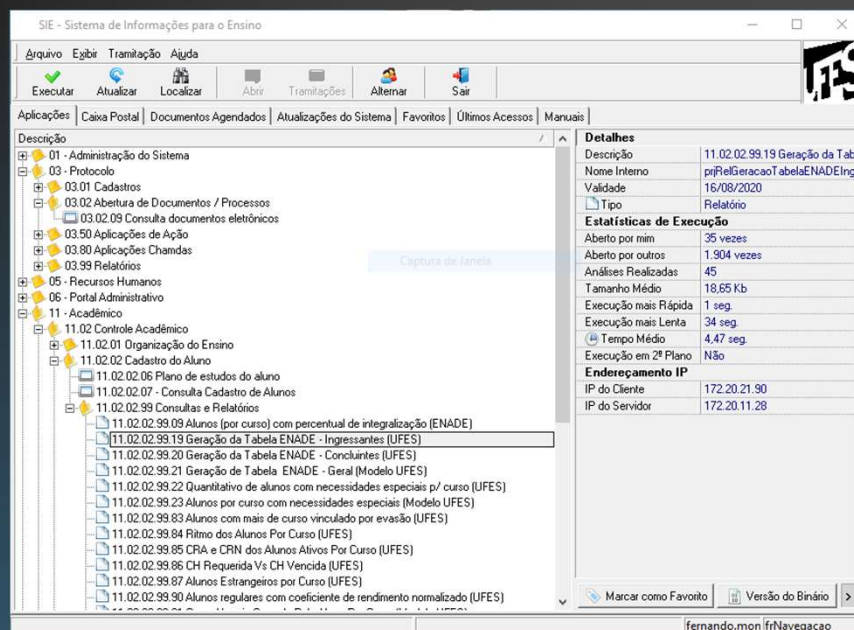 SIE - Sistema de Informações para o Ensino
Arquivo Exibir Tramitação Ajuda
Executar Atualizar Localizar Abrir Tramitações Alternar Sair
UFES
Aplicações Caixa Postal Documentos Agendados Atualizações do Sistema Favoritos Últimos Acessos Manuais
Descrição
01 - Administração do Sistema
03 - Protocolo
03.01 Cadastros
03.02 Abertura de Documentos / Processos
03.02.09 Consulta documentos eletrônicos
03.50 Aplicações de Ação
03.80 Aplicações Chamdas
03.99 Relatórios
05 - Recursos Humanos
06 - Portal Administrativo
11 - Acadêmico
11.02 Controle Acadêmico
11.02.01 Organização do Ensino
11.02.02 Cadastro do Aluno
11.02.02.06 Plano de estudos do aluno
11.02.02.07 - Consulta Cadastro de Alunos
11.02.02.99 Consultas e Relatórios
11.02.02.99.09 Alunos (por curso) com percentual de integralização (ENADE)
11.02.02.99.19 Geração da Tabela ENADE - Ingressantes (UFES)
11.02.02.99.20 Geração da Tabela ENADE - Concluintes (UFES)
11.02.02.99.21 Geração de Tabela ENADE - Geral (Modelo UFES)
11.02.02.99.22 Quantitativo de alunos com necessidades especiais p/ curso (UFES)
11.02.02.99.23 Alunos por curso com necessidades especiais (Modelo UFES)
11.02.02.99.83 Alunos com mais de curso vinculado por evasão (UFES)
11.02.02.99.84 Ritmo dos Alunos Por Curso (UFES)
11.02.02.99.85 CRA e CRN dos Alunos Ativos Por Curso (UFES)
11.02.02.99.86 CH Requerida Vs CH Vencida (UFES)
11.02.02.99.87 Alunos Estrangeiros por Curso (UFES)
11.02.02.99.90 Alunos regulares com coeficiente de rendimento normalizado (UFES)
Captura de Janela
Detalhes
Descrição 11.02.02.99.19 Geração da Tab
Nome Interno prjRelGeracaoTabelaENADEIng
Validade 16/08/2020
Tipo Relatório
Estatísticas de Execução
Aberto por mim 35 vezes
Aberto por outros 1.904 vezes
Análises Realizadas 45
Tamanho Médio 18,65 Kb
Execução mais Rápida 1 seg.
Execução mais Lenta 34 seg.
Tempo Médio 4,47 seg.
Execução em 2º Plano Não
Endereçamento IP
IP do Cliente 172.20.21.90
IP do Servidor 172.20.11.28
Marcar como Favorito Versão do Binário
fernando.mon frNavegacao